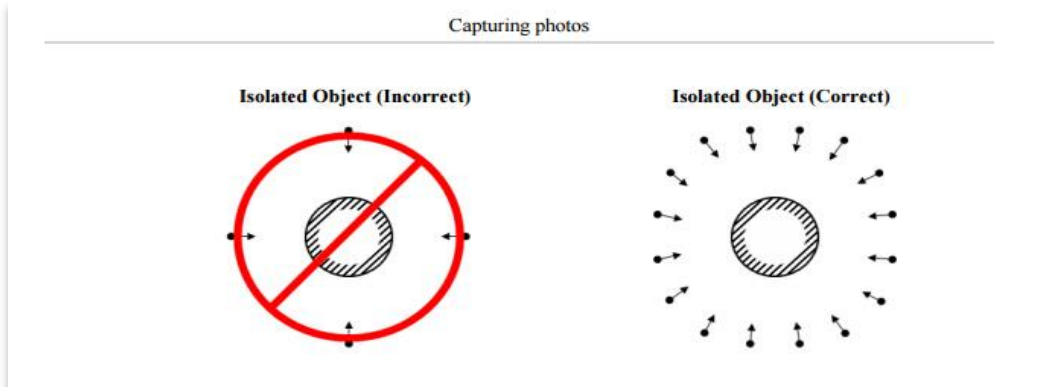 Capturing photos
Isolated Object (Incorrect)
Isolated Object (Correct)